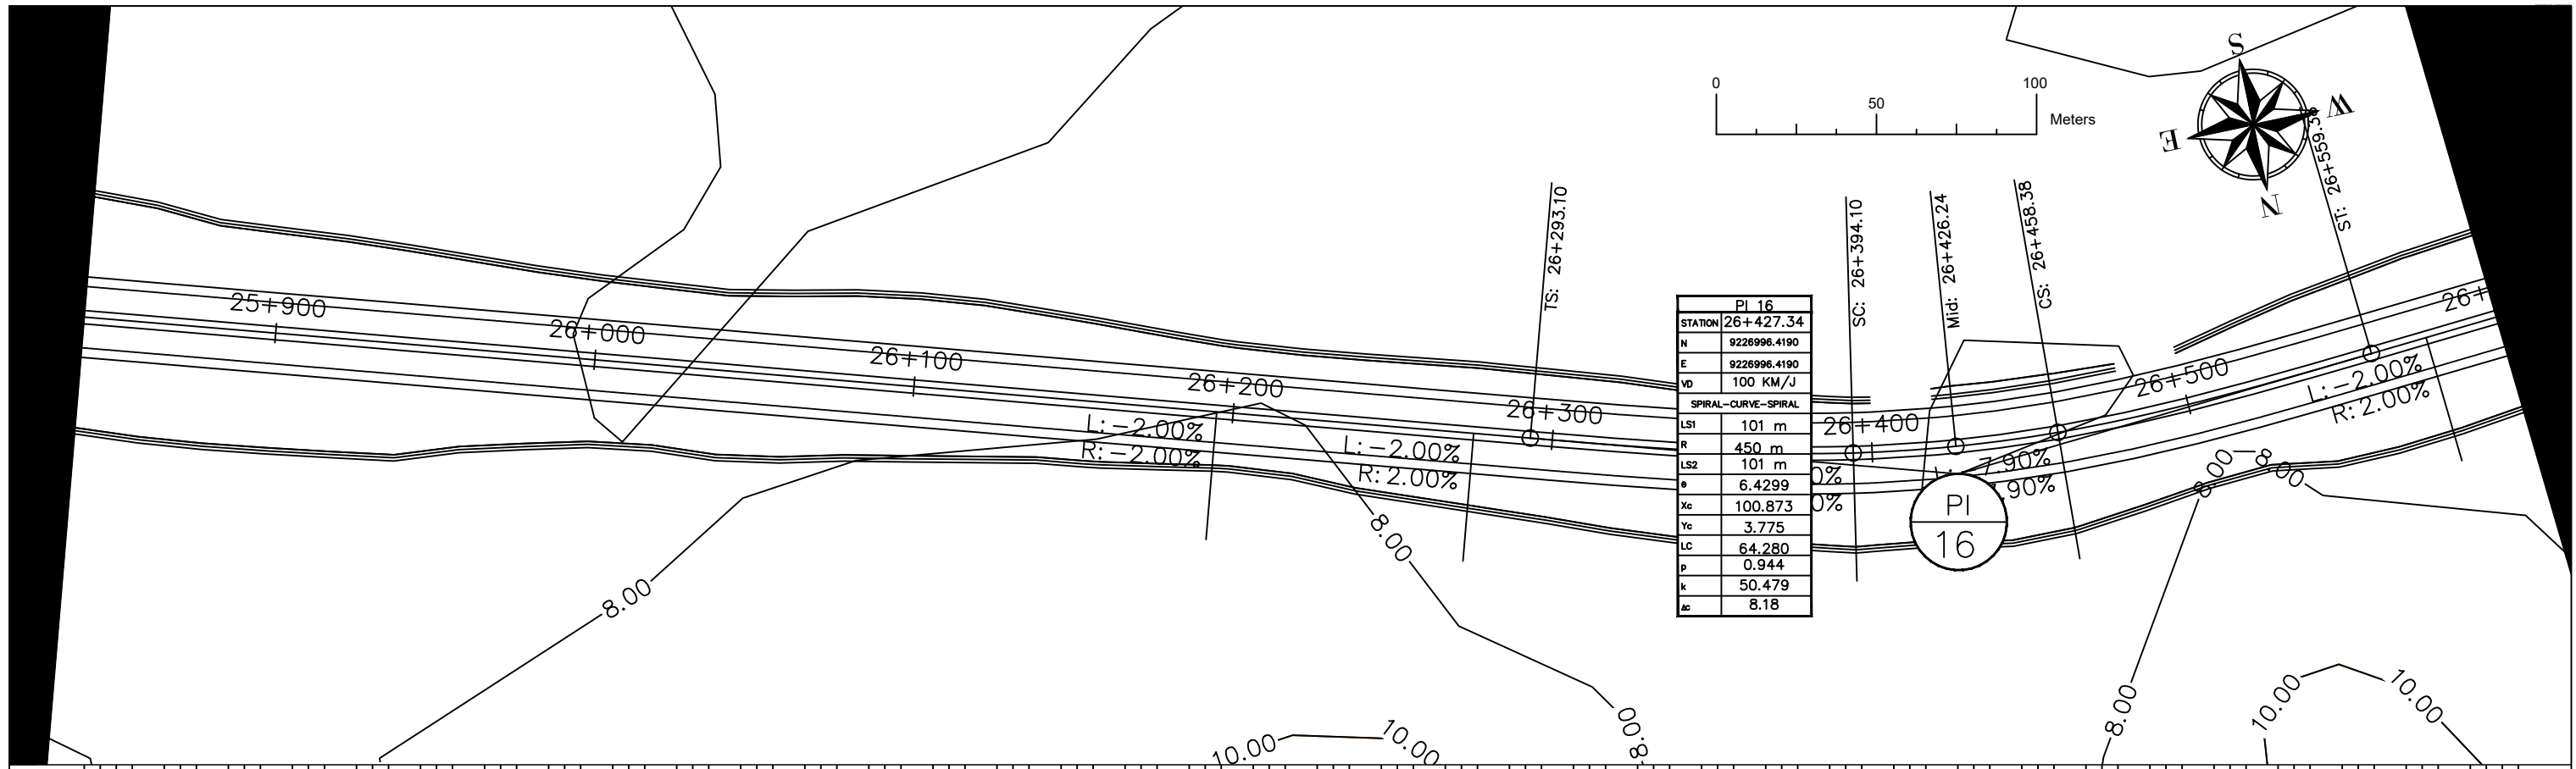 S
W
E
N
0
50
100
Meters
TS: 26+293.10
SC: 26+394.10
Mid: 26+426.24
CS: 26+458.38
ST: 26+559.38
25+900
26+000
26+100
26+200
26+300
26+400
26+500
26+
L:-2.00%
R:-2.00%
L:-2.00%
R:2.00%
0%
0%
L:
7.90%
.90%
L:-2.00%
R:2.00%
PI 16
STATION 26+427.34
N 9226996.4190
E 9226996.4190
VD 100 KM/J
SPIRAL-CURVE-SPIRAL
LS1 101 m
R 450 m
LS2 101 m
θ 6.4299
Xc 100.873
Yc 3.775
LC 64.280
p 0.944
k 50.479
Δc 8.18
PI
16
8.00
8.00
8.00
8.00
8.00
8.00
10.00
10.00
10.00
10.00